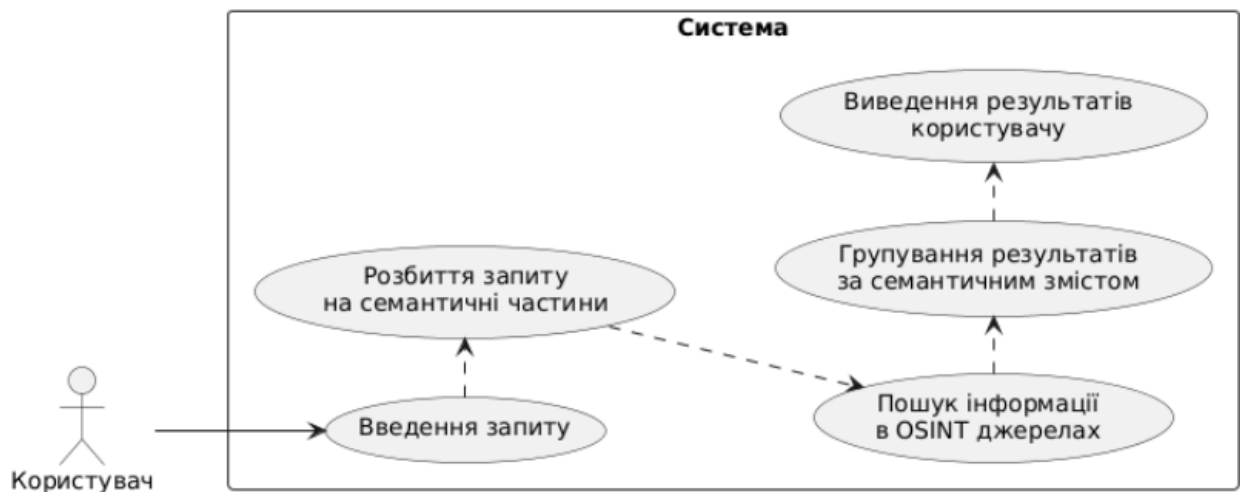 Система
Виведення результатів
користувачу
Групування результатів
за семантичним змістом
Розбиття запиту
на семантичні частини
Пошук інформації
в OSINT джерелах
Введення запиту
Користувач